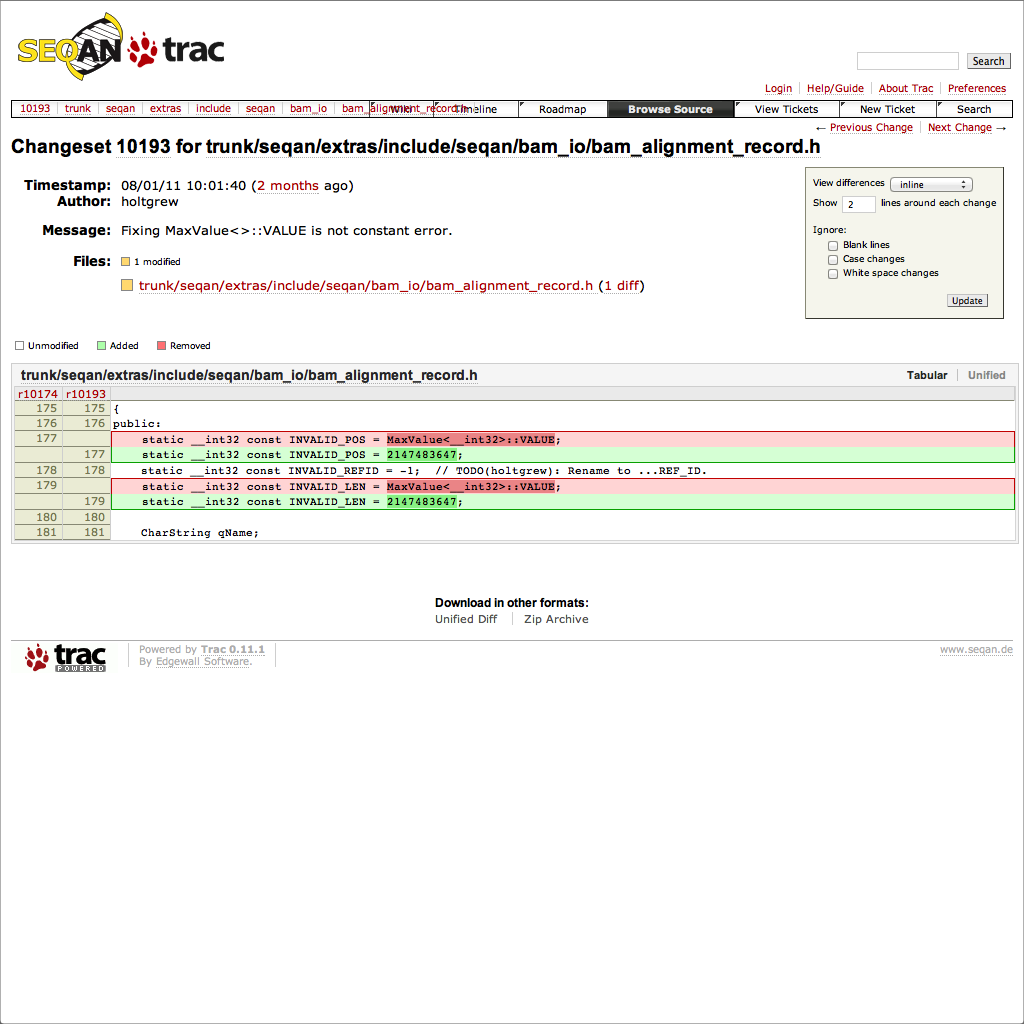 SEQAN trac
Search
Login Help/Guide About Trac Preferences
10193 trunk seqan extras include seqan bam_io bam_alignment_record.h Wiki Timeline Roadmap Browse Source View Tickets New Ticket Search
← Previous Change Next Change →
Changeset 10193 for trunk/seqan/extras/include/seqan/bam_io/bam_alignment_record.h
View differences inline
Show 2 lines around each change
Ignore:
Blank lines
Case changes
White space changes
Update
Timestamp: 08/01/11 10:01:40 (2 months ago)
Author: holtgrew
Message: Fixing MaxValue<>::VALUE is not constant error.
Files: 1 modified
trunk/seqan/extras/include/seqan/bam_io/bam_alignment_record.h (1 diff)
Unmodified Added Removed
trunk/seqan/extras/include/seqan/bam_io/bam_alignment_record.h Tabular Unified
r10174 r10193
175 175 {
176 176 public:
177 static __int32 const INVALID_POS = MaxValue<__int32>::VALUE;
177 static __int32 const INVALID_POS = 2147483647;
178 178 static __int32 const INVALID_REFID = -1; // TODO(holtgrew): Rename to ...REF_ID.
179 static __int32 const INVALID_LEN = MaxValue<__int32>::VALUE;
179 static __int32 const INVALID_LEN = 2147483647;
180 180
181 181 CharString qName;
Download in other formats:
Unified Diff Zip Archive
trac POWERED
Powered by Trac 0.11.1
By Edgewall Software.
www.seqan.de